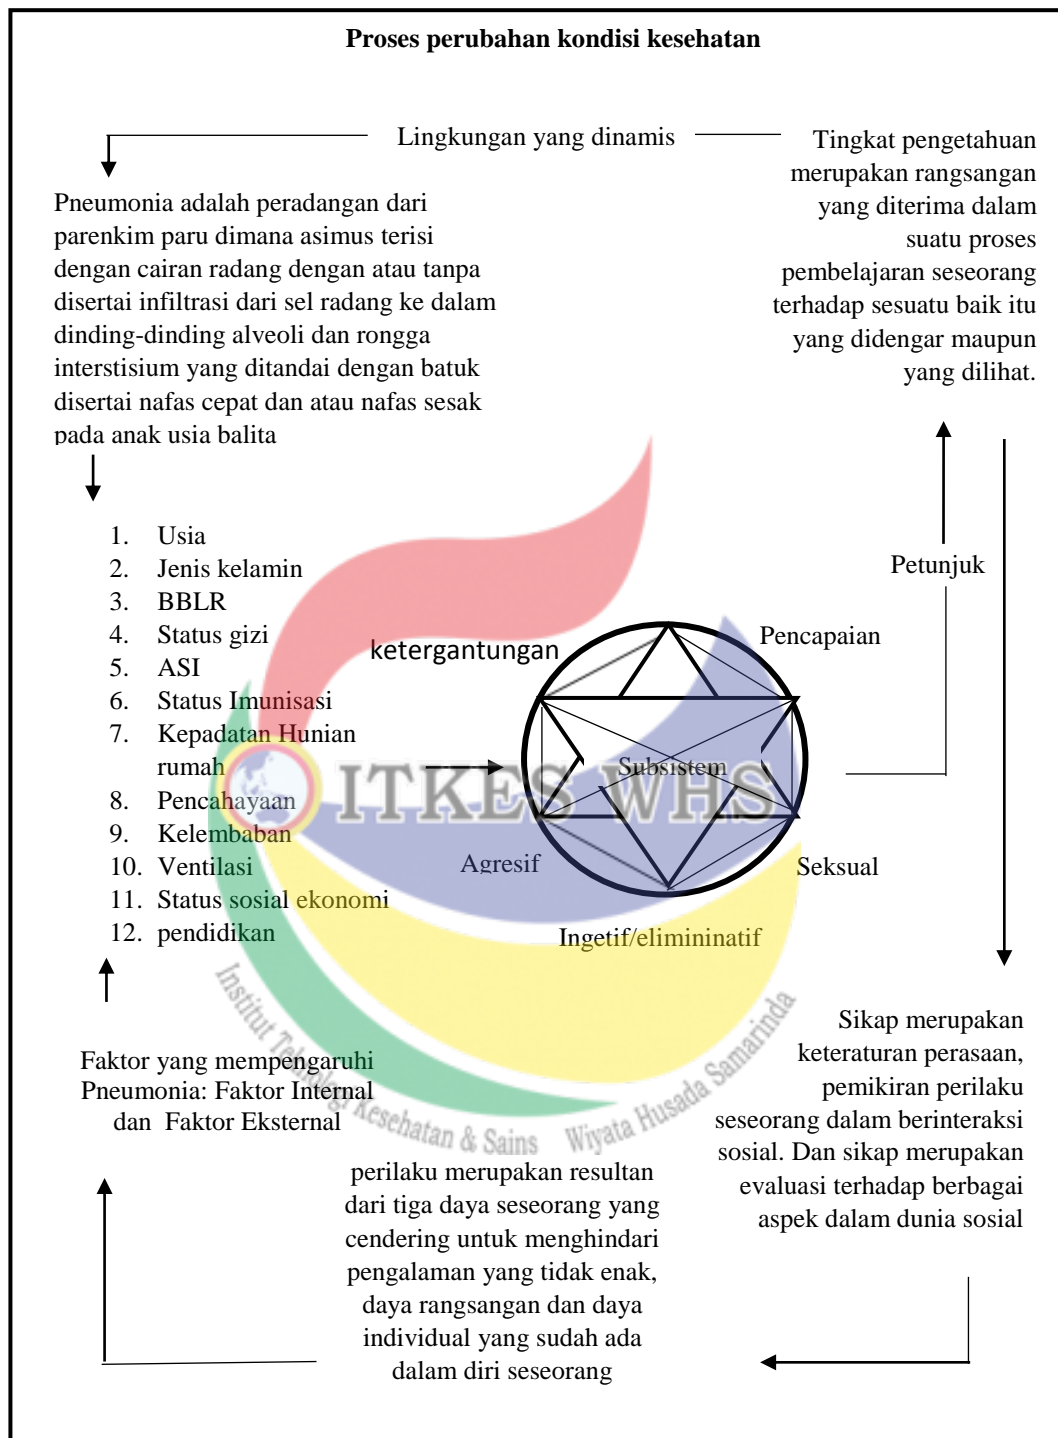 Proses perubahan kondisi kesehatan
Lingkungan yang dinamis
Tingkat pengetahuan
merupakan rangsangan
yang diterima dalam
suatu proses
pembelajaran seseorang
terhadap sesuatu baik itu
yang didengar maupun
yang dilihat.
Pneumonia adalah peradangan dari
parenkim paru dimana asimus terisi
dengan cairan radang dengan atau tanpa
disertai infiltrasi dari sel radang ke dalam
dinding-dinding alveoli dan rongga
interstisium yang ditandai dengan batuk
disertai nafas cepat dan atau nafas sesak
pada anak usia balita
1. Usia
2. Jenis kelamin
3. BBLR
4. Status gizi
5. ASI
6. Status Imunisasi
7. Kepadatan Hunian
rumah
8. Pencahayaan
9. Kelembaban
10. Ventilasi
11. Status sosial ekonomi
12. pendidikan
ketergantungan
Pencapaian
Petunjuk
Subsistem
ITKES WHS
Agresif
Seksual
Ingetif/elimininatif
Institut Teknologi Kesehatan & Sains Wiyata Husada Samarinda
Faktor yang mempengaruhi
Pneumonia: Faktor Internal
dan Faktor Eksternal
Sikap merupakan
keteraturan perasaan,
pemikiran perilaku
seseorang dalam berinteraksi
sosial. Dan sikap merupakan
evaluasi terhadap berbagai
aspek dalam dunia sosial
perilaku merupakan resultan
dari tiga daya seseorang yang
cendering untuk menghindari
pengalaman yang tidak enak,
daya rangsangan dan daya
individual yang sudah ada
dalam diri seseorang